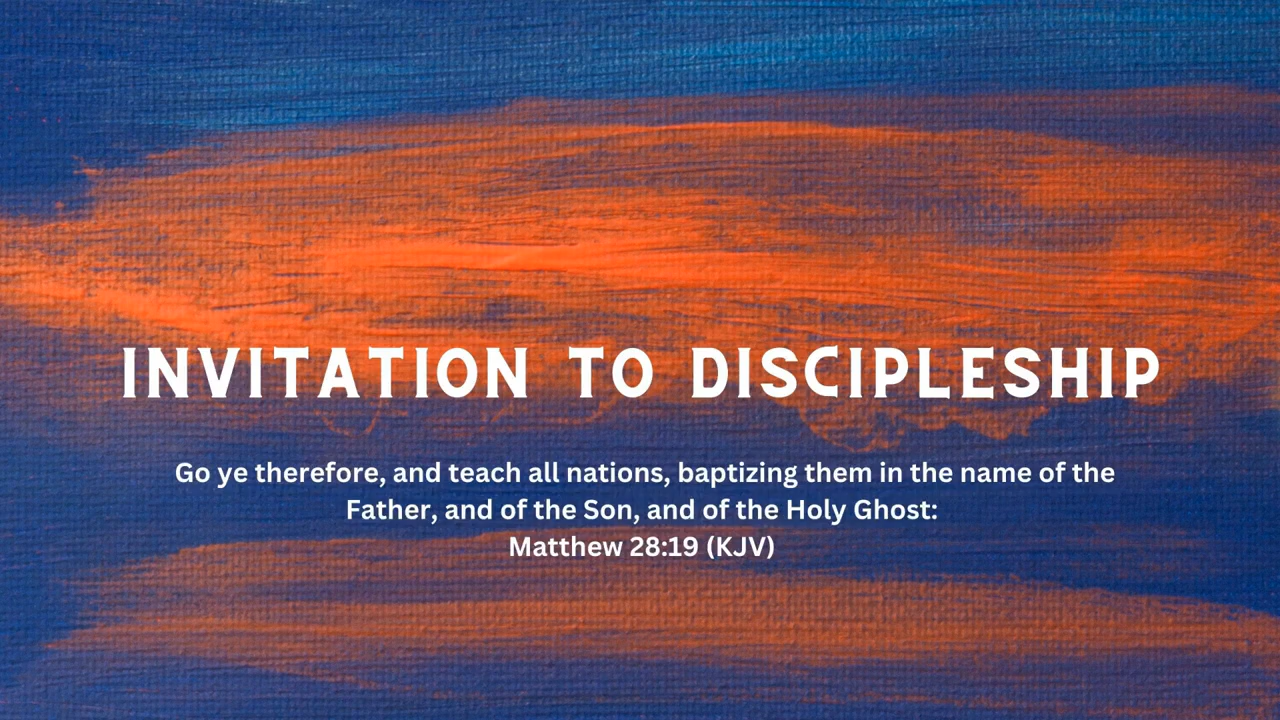 INVITATION TO DISCIPLESHIP
Go ye therefore, and teach all nations, baptizing them in the name of the
Father, and of the Son, and of the Holy Ghost:
Matthew 28:19 (KJV)